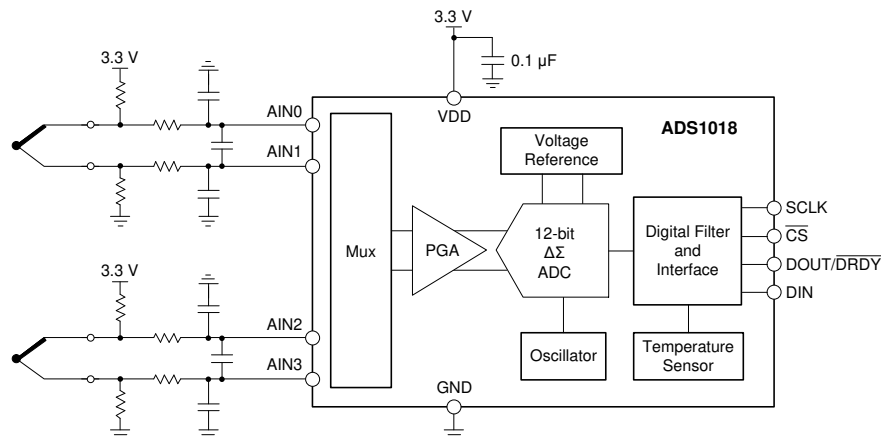 3.3 V
3.3 V
0.1 µF
VDD
ADS1018
AIN0
AIN1
Voltage
Reference
Mux
PGA
12-bit
ΔΣ
ADC
Digital Filter
and
Interface
SCLK
CS
DOUT/DRDY
DIN
3.3 V
AIN2
AIN3
Oscillator
Temperature
Sensor
GND